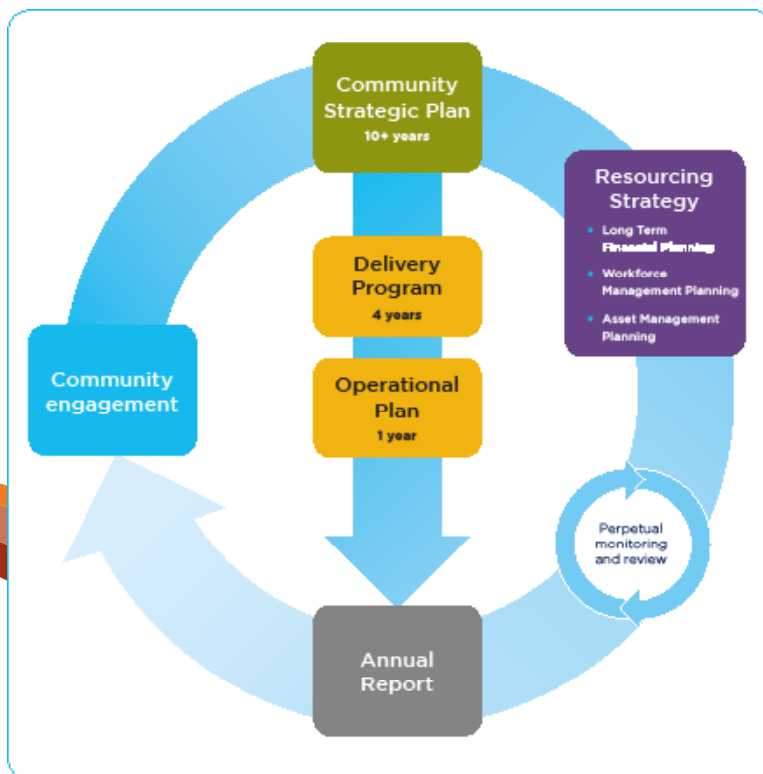 Community
Strategic Plan
10+ years
Resourcing
Strategy
• Long Term
Financial Planning
• Workforce
Management Planning
• Asset Management
Planning
Delivery
Program
4 years
Community
engagement
Operational
Plan
1 year
Perpetual
monitoring
and review
Annual
Report